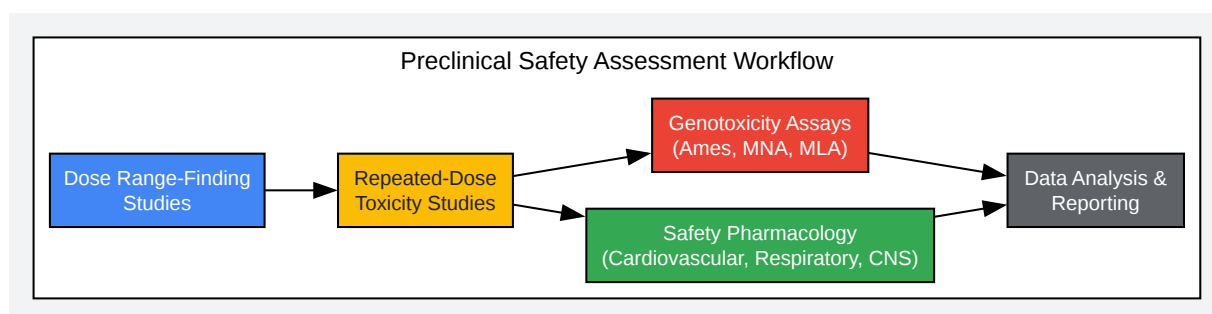 Preclinical Safety Assessment Workflow
Dose Range-Finding
Studies
Repeated-Dose
Toxicity Studies
Genotoxicity Assays
(Ames, MNA, MLA)
Safety Pharmacology
(Cardiovascular, Respiratory, CNS)
Data Analysis &
Reporting